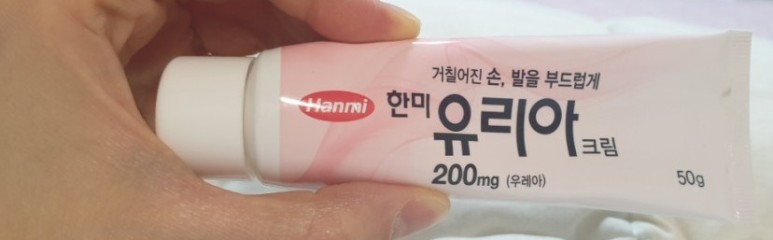 거칠어진 손, 발을 부드럽게
Hanmi
한미 유리아 크림
200mg (우레아)
50g